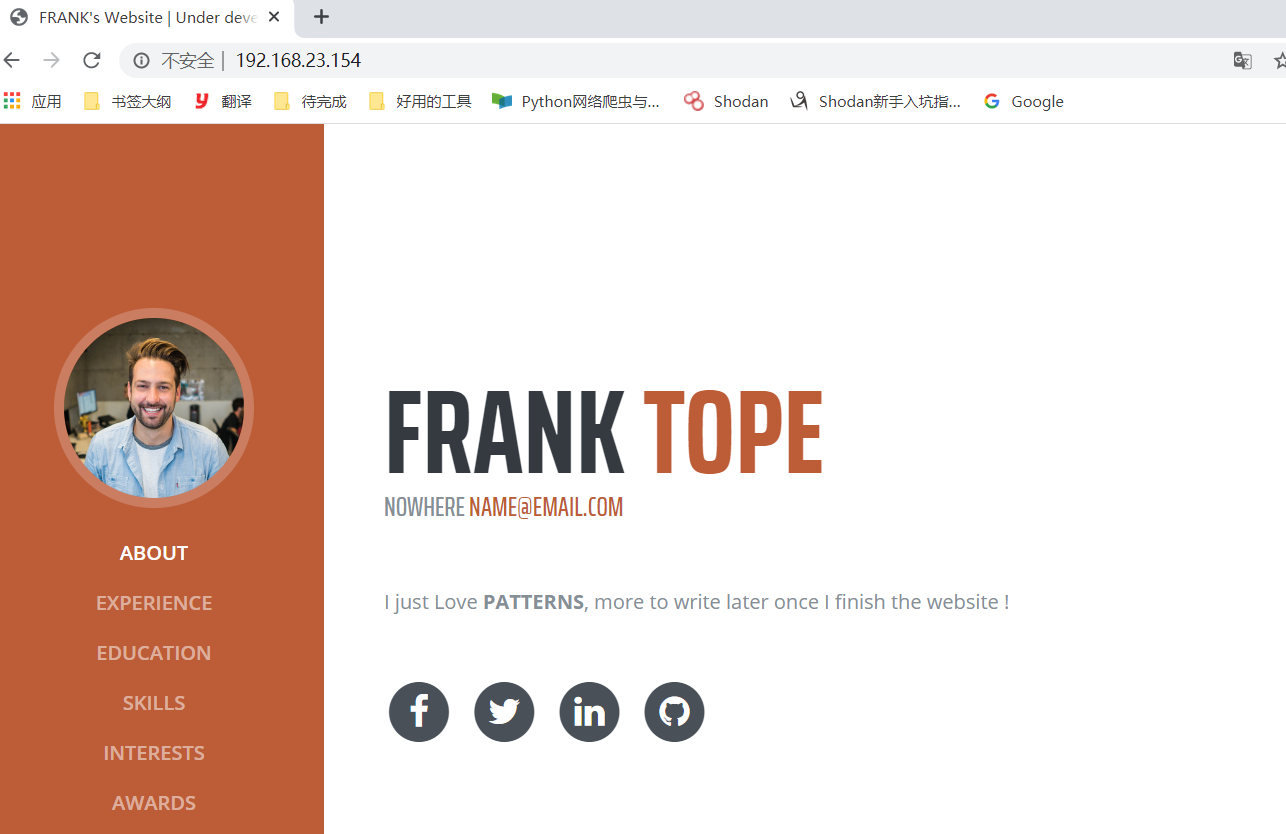 FRANK's Website | Under deve
不安全 | 192.168.23.154
应用 书签大纲 翻译 待完成 好用的工具 Python网络爬虫与... Shodan Shodan新手入坑指... Google
FRANK TOPE
NOWHERE NAME@EMAIL.COM
I just Love PATTERNS, more to write later once I finish the website !
ABOUT
EXPERIENCE
EDUCATION
SKILLS
INTERESTS
AWARDS